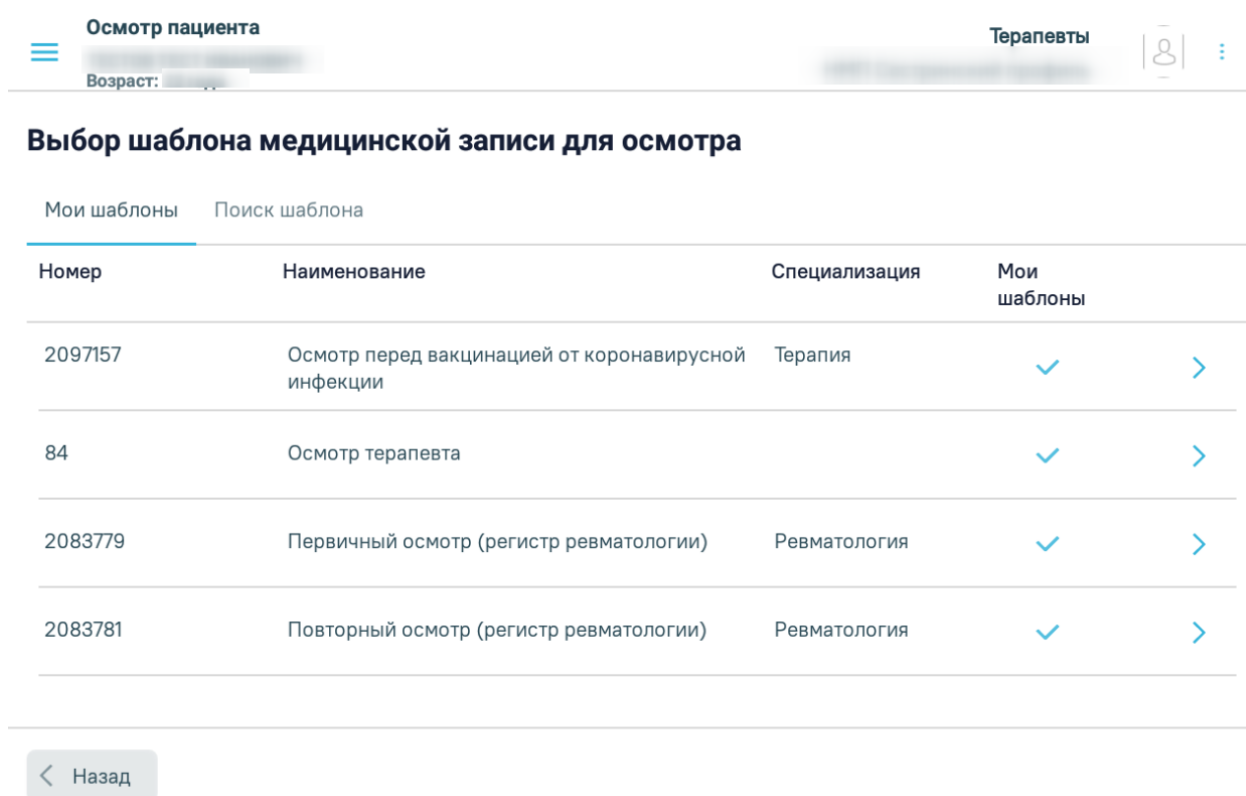 Осмотр пациента
Терапевты
Возраст:
Выбор шаблона медицинской записи для осмотра
Мои шаблоны Поиск шаблона
Номер Наименование Специализация Мои
шаблоны
2097157 Осмотр перед вакцинацией от коронавирусной Терапия
инфекции
84 Осмотр терапевта
2083779 Первичный осмотр (регистр ревматологии) Ревматология
2083781 Повторный осмотр (регистр ревматологии) Ревматология
Назад